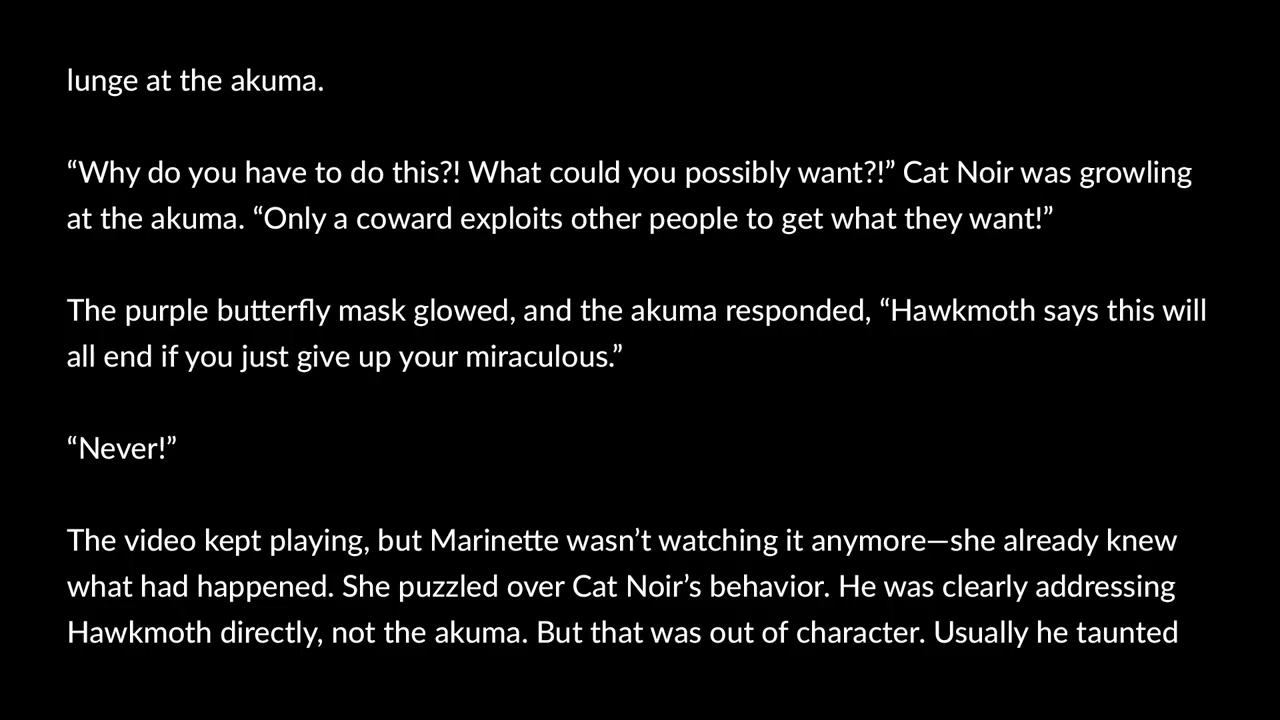 lunge at the akuma.
“Why do you have to do this?! What could you possibly want?!” Cat Noir was growling
at the akuma. “Only a coward exploits other people to get what they want!”
The purple butterfly mask glowed, and the akuma responded, “Hawkmoth says this will
all end if you just give up your miraculous.”
“Never!”
The video kept playing, but Marinette wasn’t watching it anymore—she already knew
what had happened. She puzzled over Cat Noir’s behavior. He was clearly addressing
Hawkmoth directly, not the akuma. But that was out of character. Usually he taunted